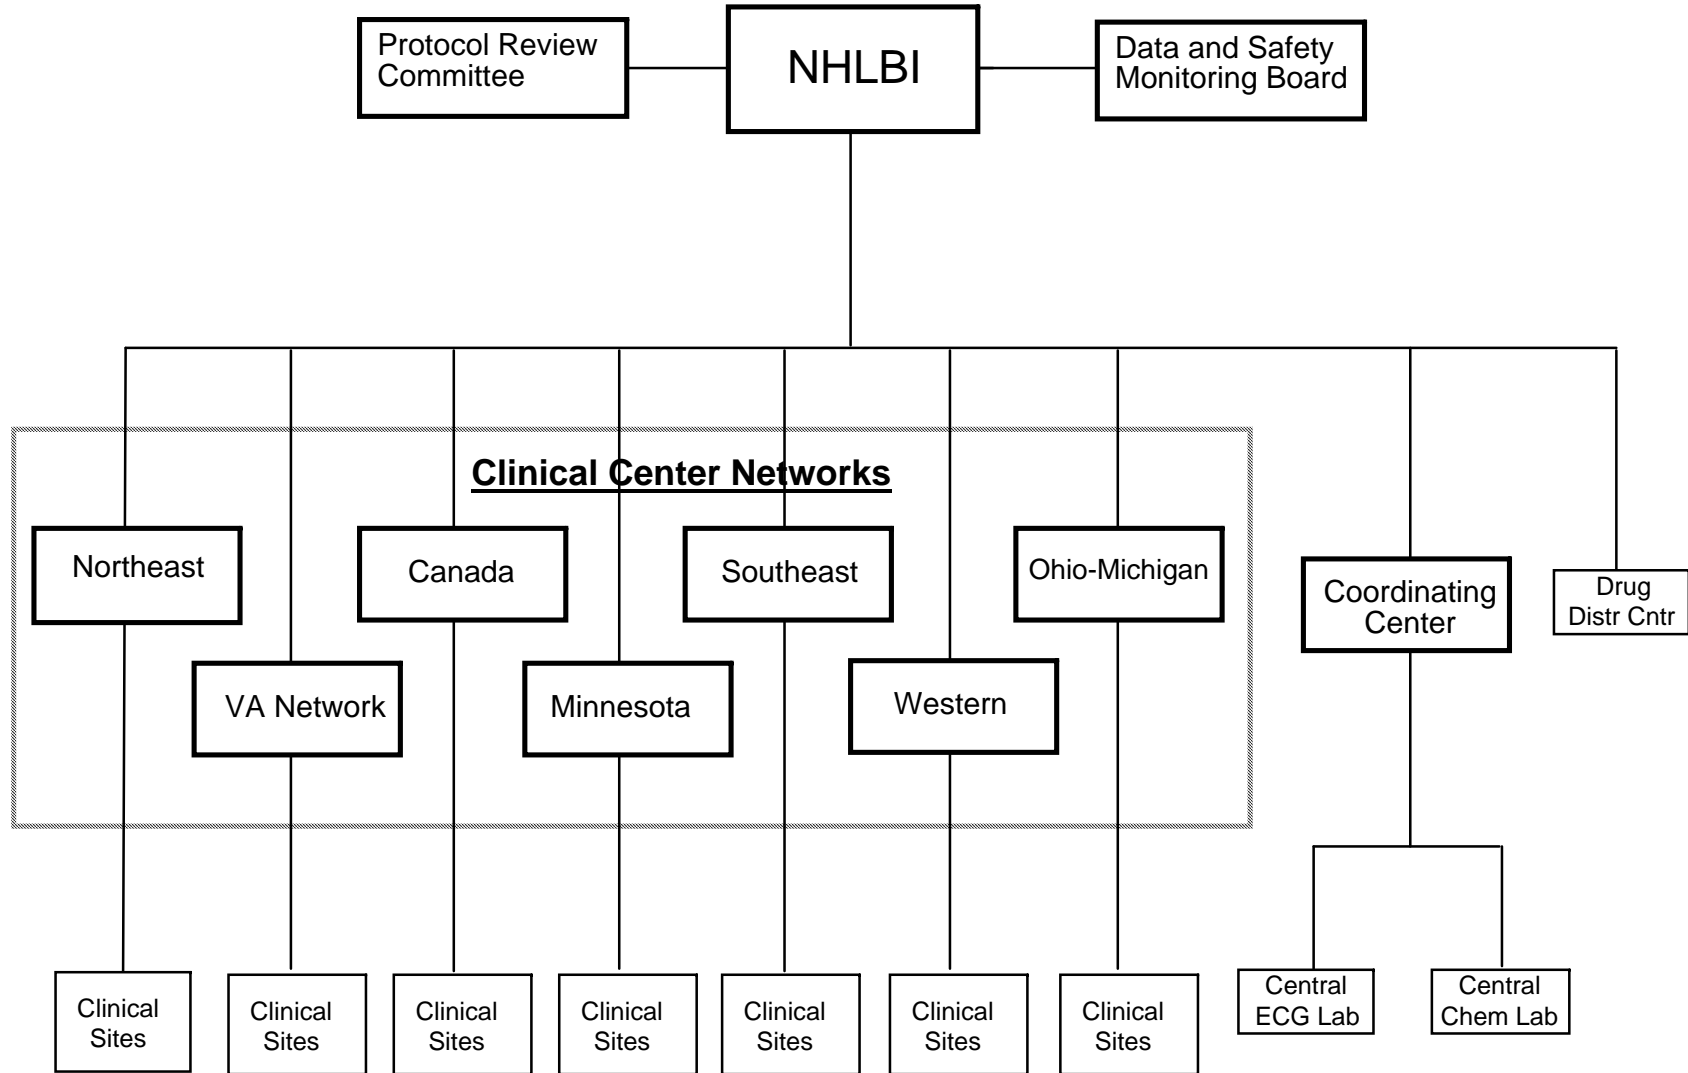 Protocol Review
Committee
NHLBI
Data and Safety
Monitoring Board
Clinical Center Networks
Northeast
Canada
Southeast
Ohio-Michigan
VA Network
Minnesota
Western
Coordinating
Center
Drug
Distr Cntr
Clinical
Sites
Clinical
Sites
Clinical
Sites
Clinical
Sites
Clinical
Sites
Clinical
Sites
Clinical
Sites
Central
ECG Lab
Central
Chem Lab